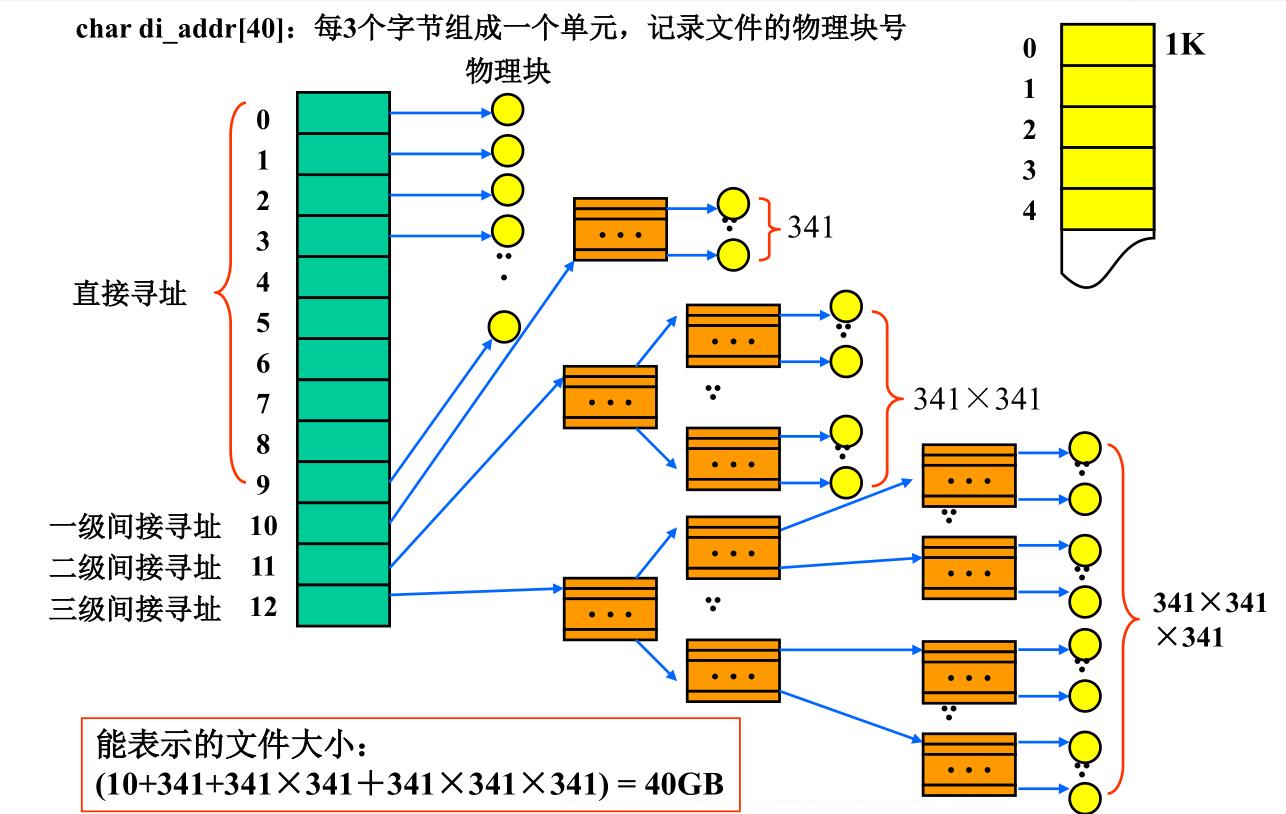 char di_addr[40]：每3个字节组成一个单元，记录文件的物理块号
物理块
0
1
2
3
4
5
6
7
8
9
10
11
12
直接寻址
一级间接寻址
二级间接寻址
三级间接寻址
341
341×341
341×341
×341
0
1
2
3
4
1K
能表示的文件大小：
(10+341+341×341＋341×341×341) = 40GB